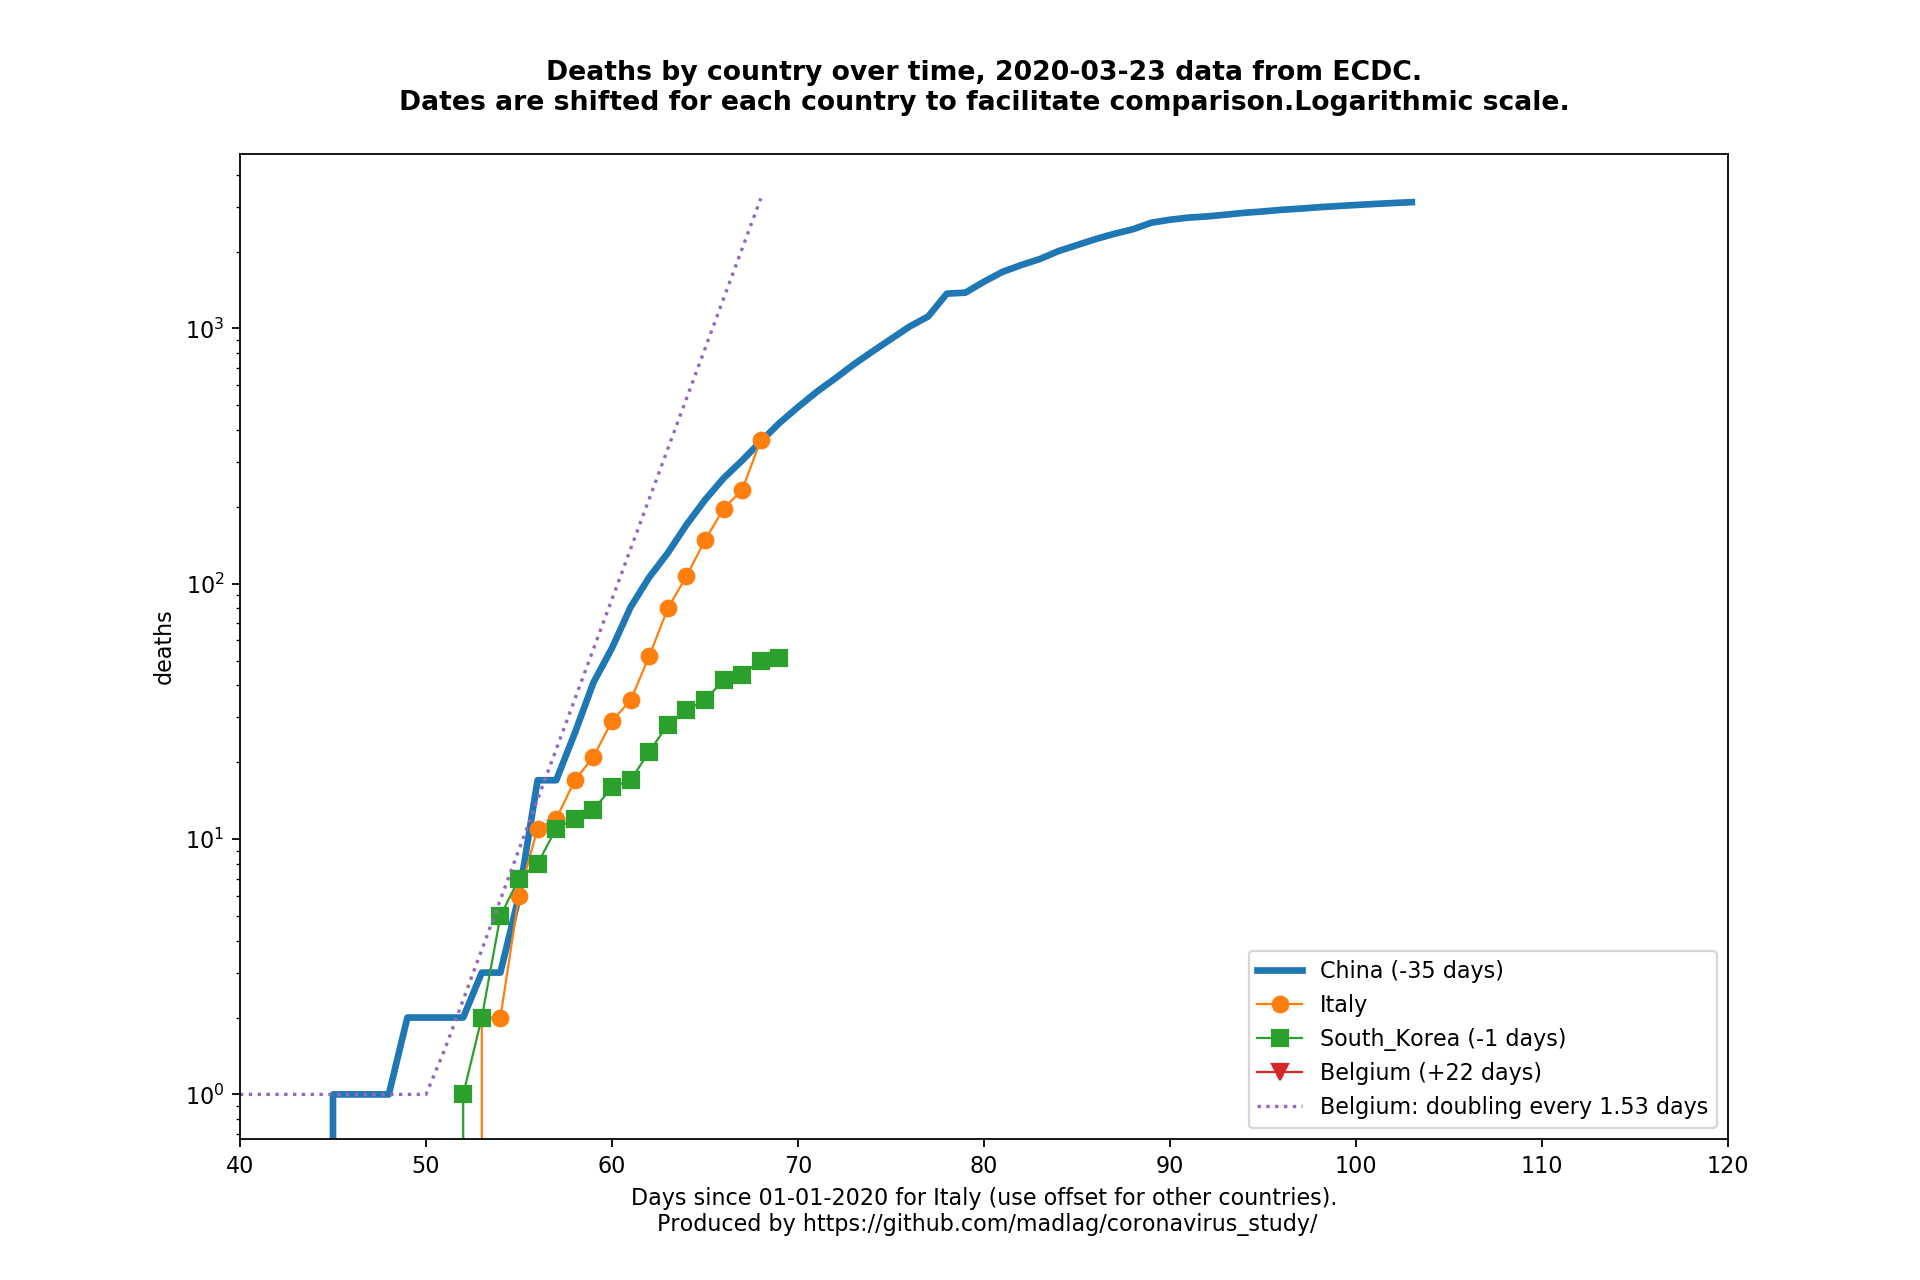 Deaths by country over time, 2020-03-23 data from ECDC.
Dates are shifted for each country to facilitate comparison.Logarithmic scale.
10³
10²
10¹
10⁰
deaths
40 50 60 70 80 90 100 110 120
Days since 01-01-2020 for Italy (use offset for other countries).
Produced by https://github.com/madlag/coronavirus_study/
China (-35 days)
Italy
South_Korea (-1 days)
Belgium (+22 days)
Belgium: doubling every 1.53 days